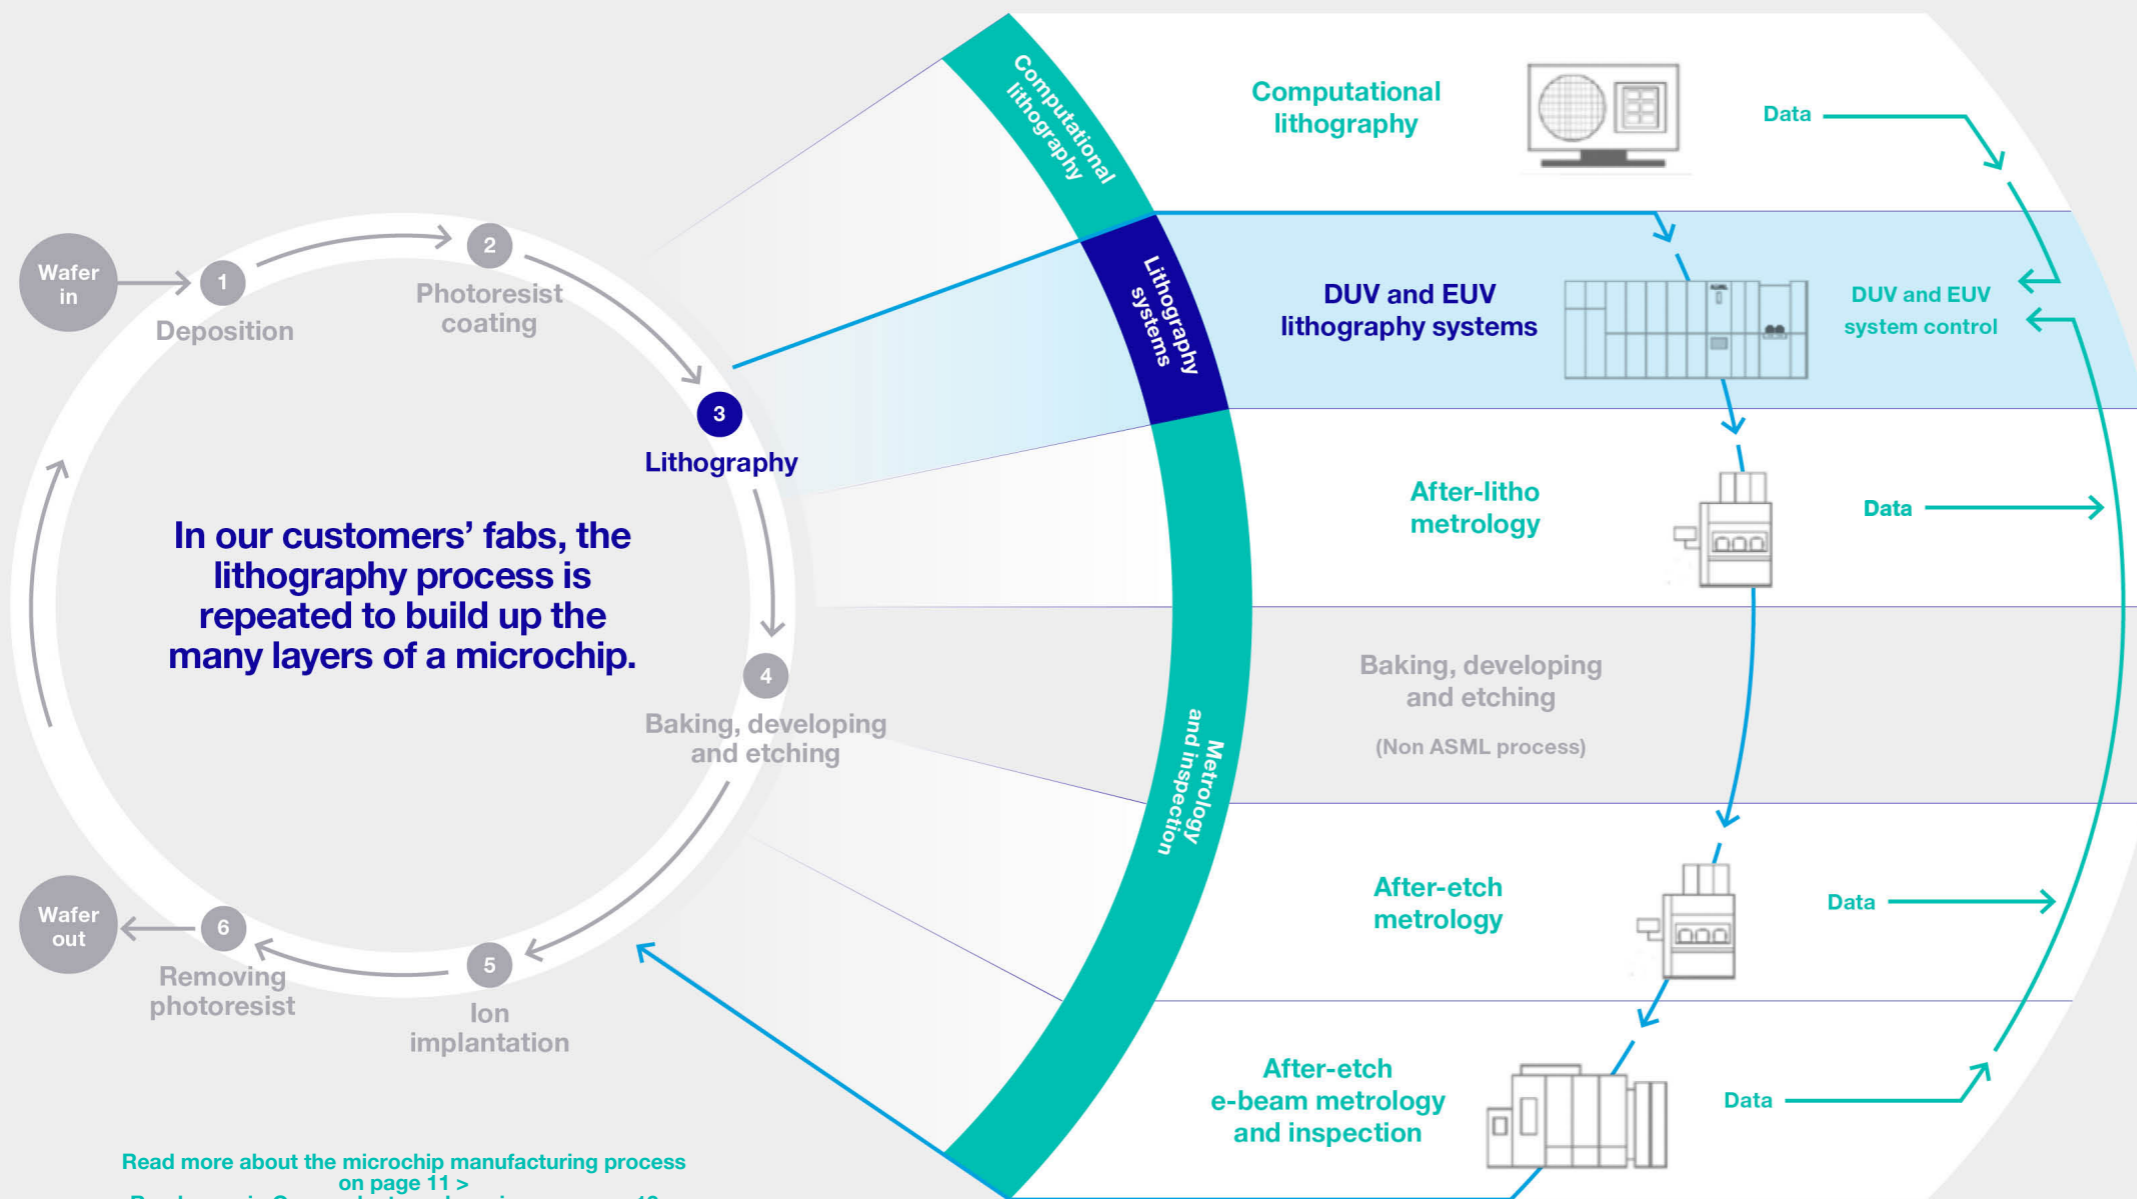 Wafer
in
1
Deposition
2
Photoresist
coating
3
Lithography
In our customers’ fabs, the
lithography process is
repeated to build up the
many layers of a microchip.
4
Baking, developing
and etching
5
Ion
implantation
6
Removing
photoresist
Wafer
out
Read more about the microchip manufacturing process
on page 11 >
Computational
lithography
Lithography
systems
Metrology
and inspection
Computational
lithography
Data
DUV and EUV
lithography systems
ASML
DUV and EUV
system control
After-litho
metrology
Data
Baking, developing
and etching
(Non ASML process)
After-etch
metrology
Data
After-etch
e-beam metrology
and inspection
Data